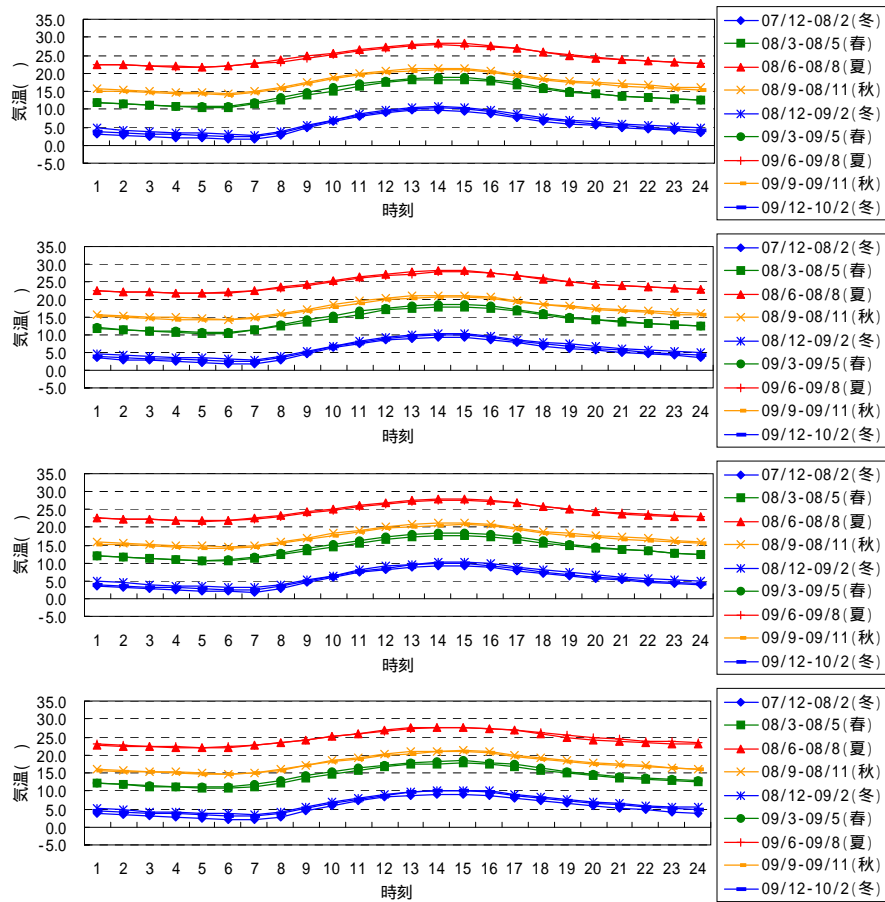 35.0
30.0
25.0
20.0
15.0
10.0
5.0
0.0
-5.0
気温( )
1 2 3 4 5 6 7 8 9 10 11 12 13 14 15 16 17 18 19 20 21 22 23 24
時刻
07/12-08/2(冬)
08/3-08/5(春)
08/6-08/8(夏)
08/9-08/11(秋)
08/12-09/2(冬)
09/3-09/5(春)
09/6-09/8(夏)
09/9-09/11(秋)
09/12-10/2(冬)
35.0
30.0
25.0
20.0
15.0
10.0
5.0
0.0
-5.0
気温( )
1 2 3 4 5 6 7 8 9 10 11 12 13 14 15 16 17 18 19 20 21 22 23 24
時刻
07/12-08/2(冬)
08/3-08/5(春)
08/6-08/8(夏)
08/9-08/11(秋)
08/12-09/2(冬)
09/3-09/5(春)
09/6-09/8(夏)
09/9-09/11(秋)
09/12-10/2(冬)
35.0
30.0
25.0
20.0
15.0
10.0
5.0
0.0
-5.0
気温( )
1 2 3 4 5 6 7 8 9 10 11 12 13 14 15 16 17 18 19 20 21 22 23 24
時刻
07/12-08/2(冬)
08/3-08/5(春)
08/6-08/8(夏)
08/9-08/11(秋)
08/12-09/2(冬)
09/3-09/5(春)
09/6-09/8(夏)
09/9-09/11(秋)
09/12-10/2(冬)
35.0
30.0
25.0
20.0
15.0
10.0
5.0
0.0
-5.0
気温( )
1 2 3 4 5 6 7 8 9 10 11 12 13 14 15 16 17 18 19 20 21 22 23 24
時刻
07/12-08/2(冬)
08/3-08/5(春)
08/6-08/8(夏)
08/9-08/11(秋)
08/12-09/2(冬)
09/3-09/5(春)
09/6-09/8(夏)
09/9-09/11(秋)
09/12-10/2(冬)